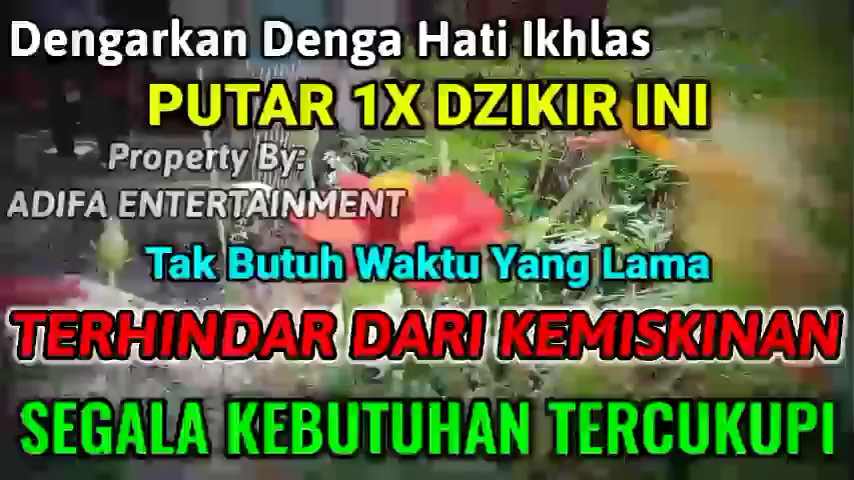 Dengarkan Denga Hati Ikhlas
PUTAR 1X DZIKIR INI
Property By:
ADIFA ENTERTAINMENT
Tak Butuh Waktu Yang Lama
TERHINDAR DARI KEMISKINAN
SEGALA KEBUTUHAN TERCUKUPI